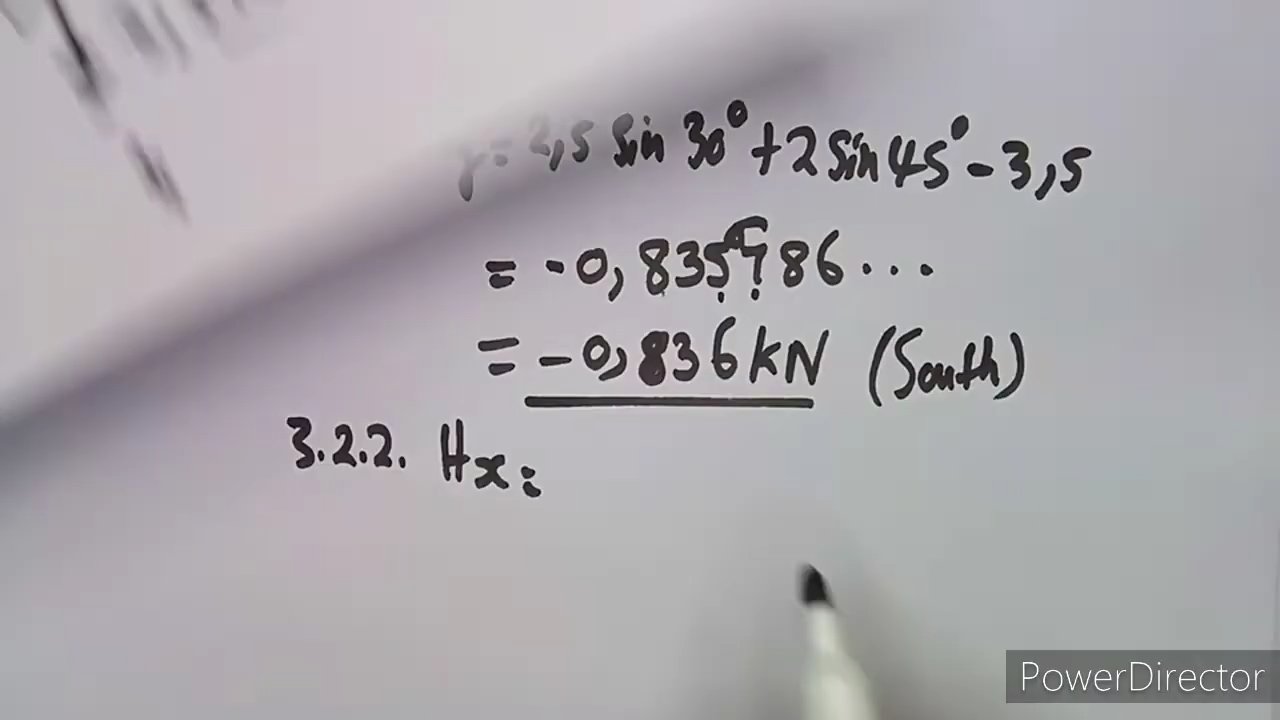 = 2,5 Sin 30° + 2 Sin 45° - 3,5
= -0,835786...
= -0,836 kN (South)
3.2.2. Hx:
PowerDirector